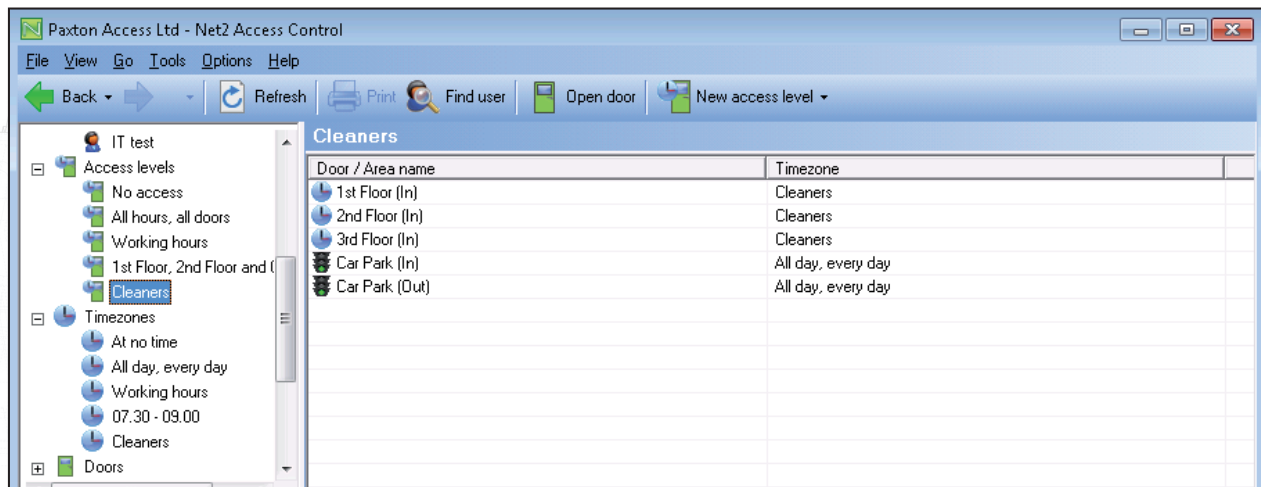 Paxton Access Ltd - Net2 Access Control
File View Go Tools Options Help
Back Refresh Print Find user Open door New access level
IT test
Access levels
No access
All hours, all doors
Working hours
1st Floor, 2nd Floor and
Cleaners
Timezones
At no time
All day, every day
Working hours
07.30 - 09.00
Cleaners
Doors
Cleaners
Door / Area name Timezone
1st Floor (In) Cleaners
2nd Floor (In) Cleaners
3rd Floor (In) Cleaners
Car Park (In) All day, every day
Car Park (Out) All day, every day